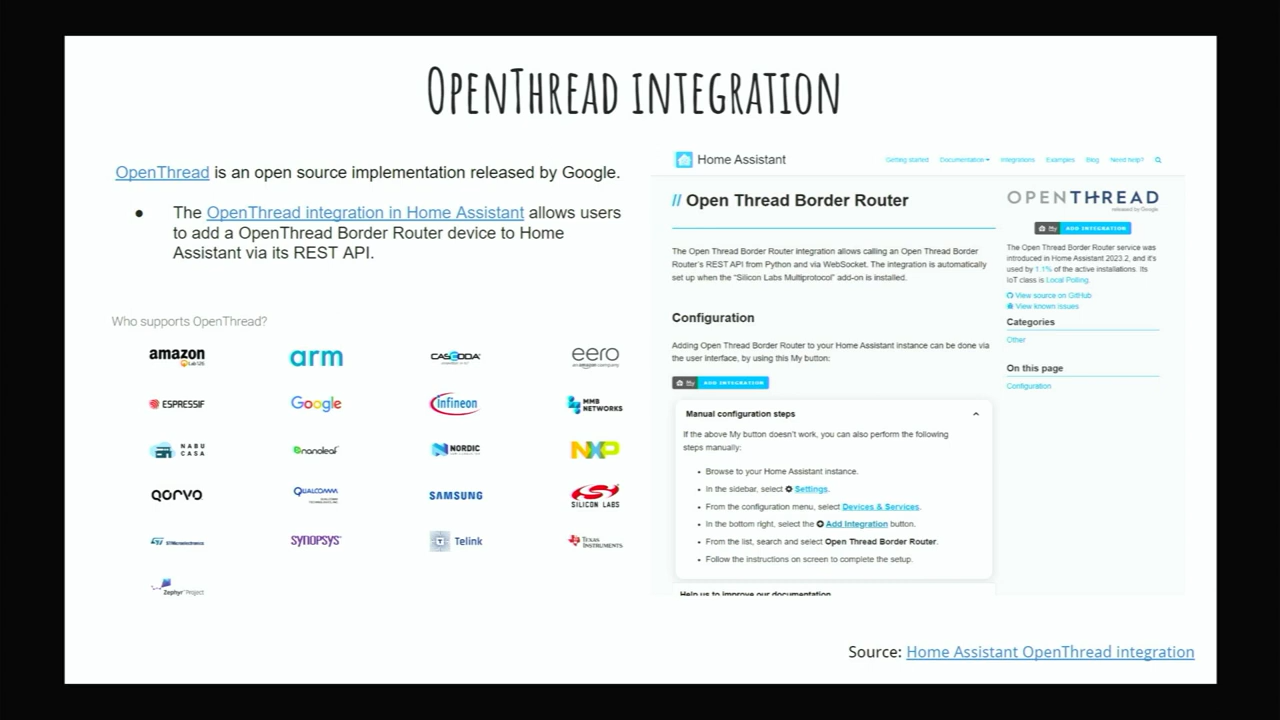 OpenThread integration
OpenThread is an open source implementation released by Google.
● The OpenThread integration in Home Assistant allows users
to add a OpenThread Border Router device to Home
Assistant via its REST API.
Who supports OpenThread?
amazon
Lab126
arm
CASCODA
eero
an amazon company
ESPRESSIF
Google
infineon
MMB
NETWORKS
NABU
CASA
nanoleaf
NORDIC
NXP
QORVO
QUALCOMM
SAMSUNG
SILICON LABS
STMicroelectronics
SYNOPSYS
Telink
TEXAS
INSTRUMENTS
Zephyr Project
Home Assistant
Getting started Documentation Integrations Examples Blog Need help?
// Open Thread Border Router
The Open Thread Border Router integration allows calling an Open Thread Border
Router's REST API from Python and via WebSocket. The integration is automatically
set up when the "Silicon Labs Multiprotocol" add-on is installed.
Configuration
Adding Open Thread Border Router to your Home Assistant instance can be done via
the user interface, by using this My button:
My ADD INTEGRATION
Manual configuration steps
If the above My button doesn't work, you can also perform the following
steps manually:
• Browse to your Home Assistant instance.
• In the sidebar, select Settings.
• From the configuration menu, select Devices & Services.
• In the bottom right, select the Add Integration button.
• From the list, search and select Open Thread Border Router.
• Follow the instructions on screen to complete the setup.
Help us to improve our documentation
OPENTHREAD
released by Google
My ADD INTEGRATION
The Open Thread Border Router service was
introduced in Home Assistant 2023.2, and it's
used by 1.1% of the active installations. Its
IoT class is Local Polling.
View source on GitHub
View known issues
Categories
Other
On this page
Configuration
Source: Home Assistant OpenThread integration